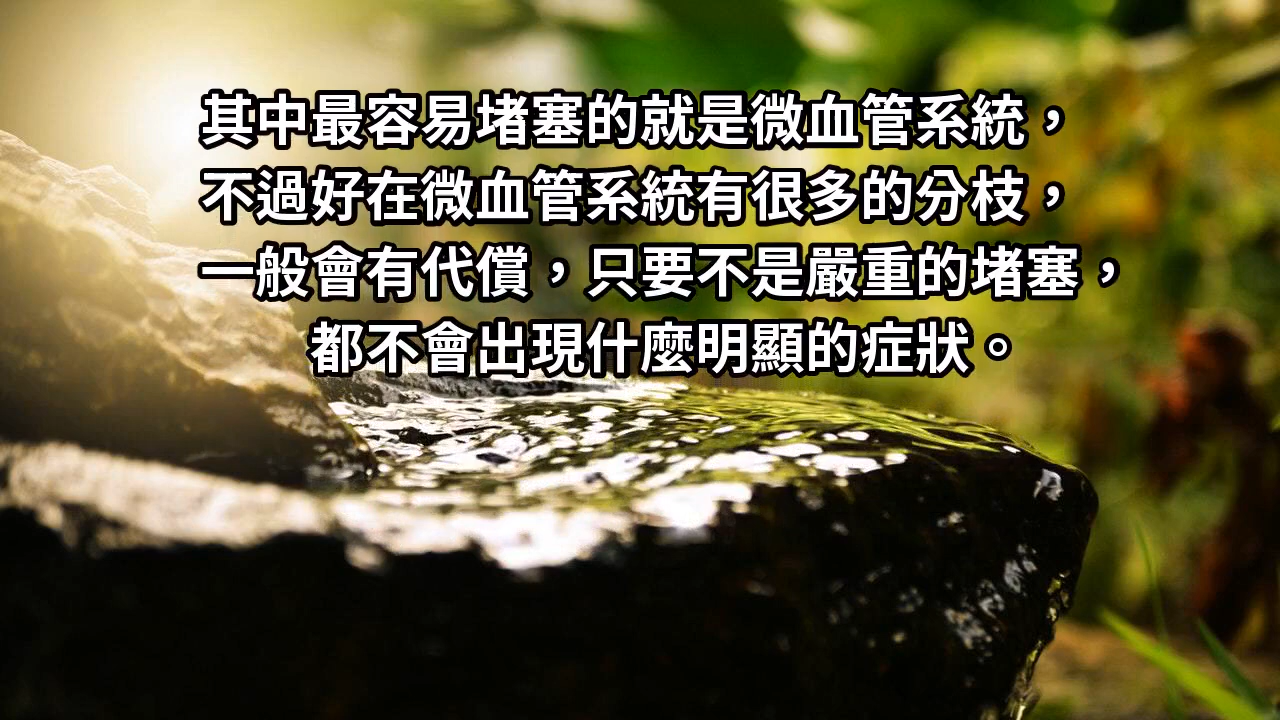 其中最容易堵塞的就是微血管系統，
不過好在微血管系統有很多的分枝，
一般會有代償，只要不是嚴重的堵塞，
都不會出現什麼明顯的症狀。